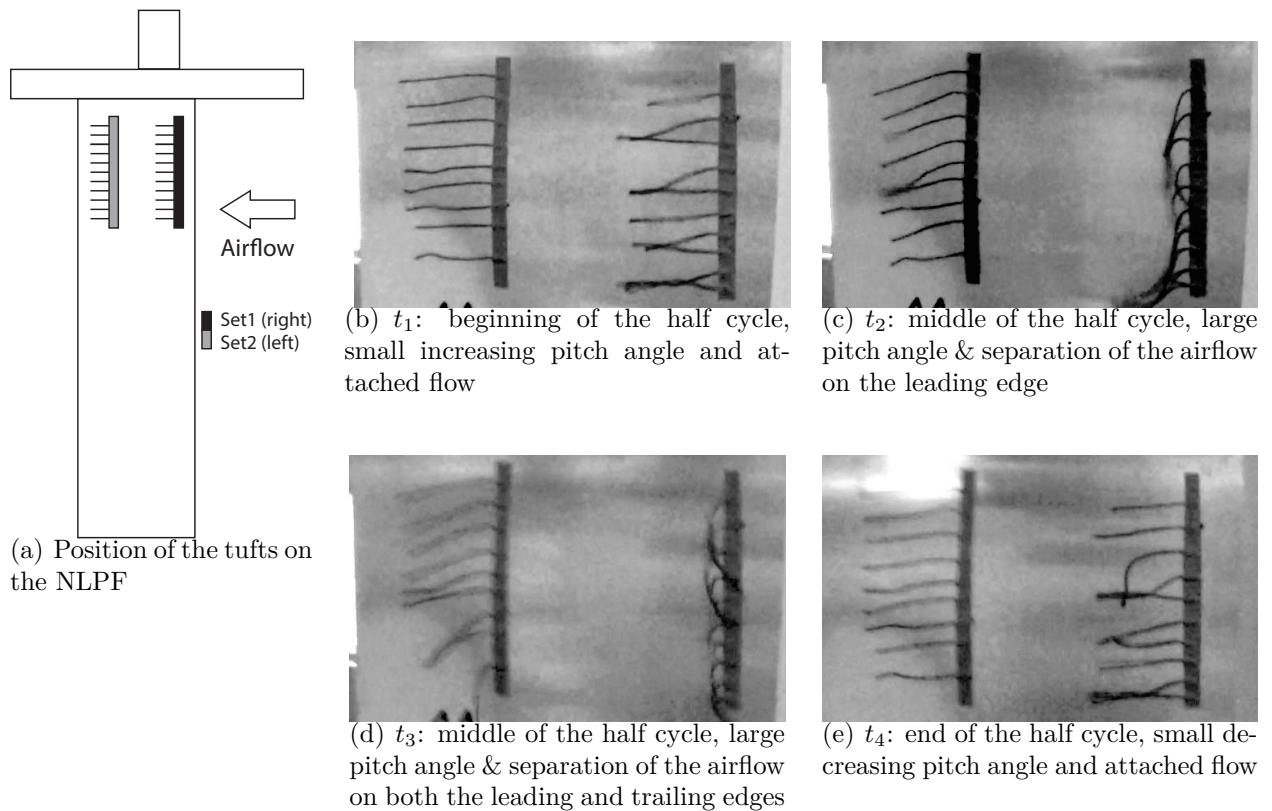 Airflow
Set1 (right)
Set2 (left)
(a) Position of the tufts on
the NLPF
(b) t₁: beginning of the half cycle,
small increasing pitch angle and at-
tached flow
(c) t₂: middle of the half cycle, large
pitch angle & separation of the airflow
on the leading edge
(d) t₃: middle of the half cycle, large
pitch angle & separation of the airflow
on both the leading and trailing edges
(e) t₄: end of the half cycle, small de-
creasing pitch angle and attached flow